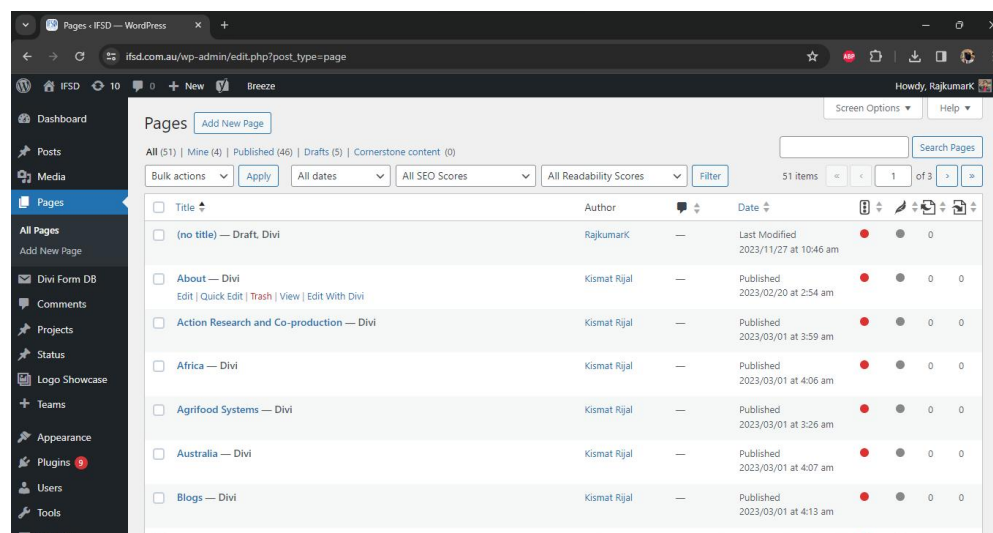 Pages ‹ IFSD — WordPress
ifsd.com.au/wp-admin/edit.php?post_type=page
ABP
IFSD 10 0 + New Breeze Howdy, RajkumarK
Dashboard
Posts
Media
Pages
All Pages
Add New Page
Divi Form DB
Comments
Projects
Status
Logo Showcase
Teams
Appearance
Plugins 9
Users
Tools
Screen Options ▼ Help ▼
Pages Add New Page
All (51) | Mine (4) | Published (46) | Drafts (5) | Cornerstone content (0)
Search Pages
Bulk actions Apply All dates All SEO Scores All Readability Scores Filter 51 items « ‹ 1 of 3 › »
Title Author Date
(no title) — Draft, Divi RajkumarK — Last Modified 0
2023/11/27 at 10:46 am
About — Divi Kismat Rijal — Published 0 0
Edit | Quick Edit | Trash | View | Edit With Divi 2023/02/20 at 2:54 am
Action Research and Co-production — Divi Kismat Rijal — Published 0 0
2023/03/01 at 3:59 am
Africa — Divi Kismat Rijal — Published 0 0
2023/03/01 at 4:06 am
Agrifood Systems — Divi Kismat Rijal — Published 0 0
2023/03/01 at 3:26 am
Australia — Divi Kismat Rijal — Published 0 0
2023/03/01 at 4:07 am
Blogs — Divi Kismat Rijal — Published 0 0
2023/03/01 at 4:13 am